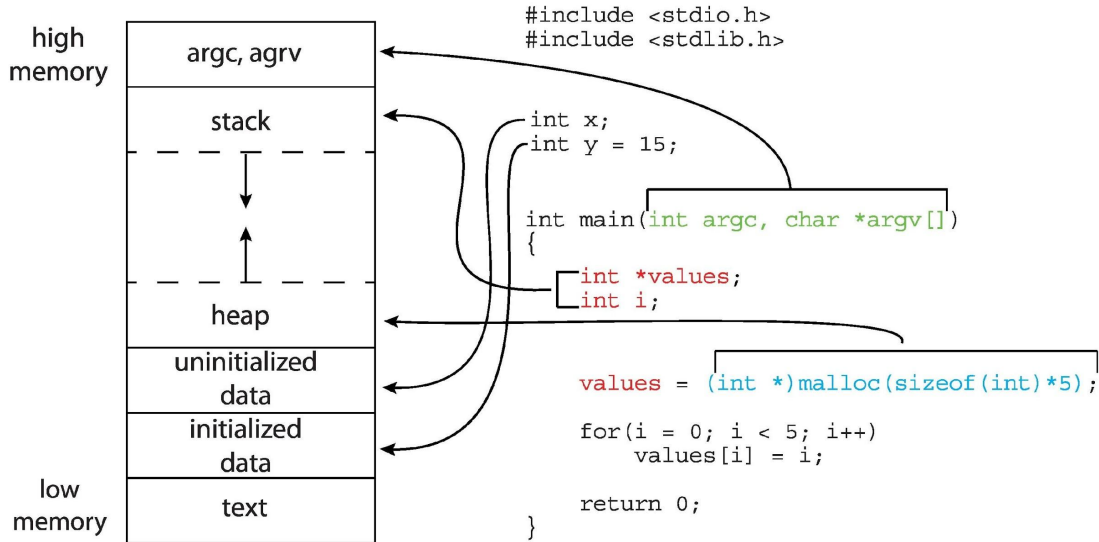 high
memory
argc, agrv
stack
heap
uninitialized
data
initialized
data
low
memory
text
#include <stdio.h>
#include <stdlib.h>
int x;
int y = 15;
int main(int argc, char *argv[])
{
int *values;
int i;
values = (int *)malloc(sizeof(int)*5);
for(i = 0; i < 5; i++)
values[i] = i;
return 0;
}